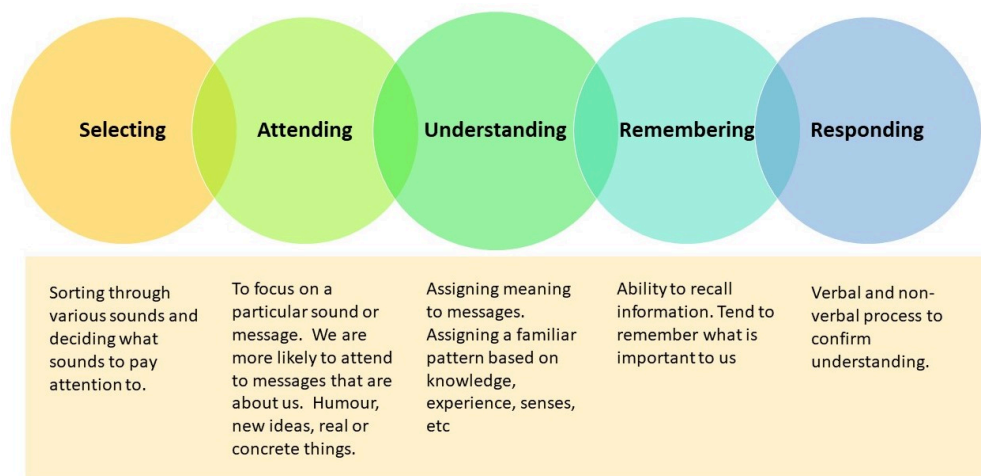 Selecting
Attending
Understanding
Remembering
Responding
Sorting through
various sounds and
deciding what
sounds to pay
attention to.
To focus on a
particular sound or
message.  We are
more likely to attend
to messages that are
about us.  Humour,
new ideas, real or
concrete things.
Assigning meaning
to messages.
Assigning a familiar
pattern based on
knowledge,
experience, senses,
etc
Ability to recall
information. Tend to
remember what is
important to us
Verbal and non-
verbal process to
confirm
understanding.